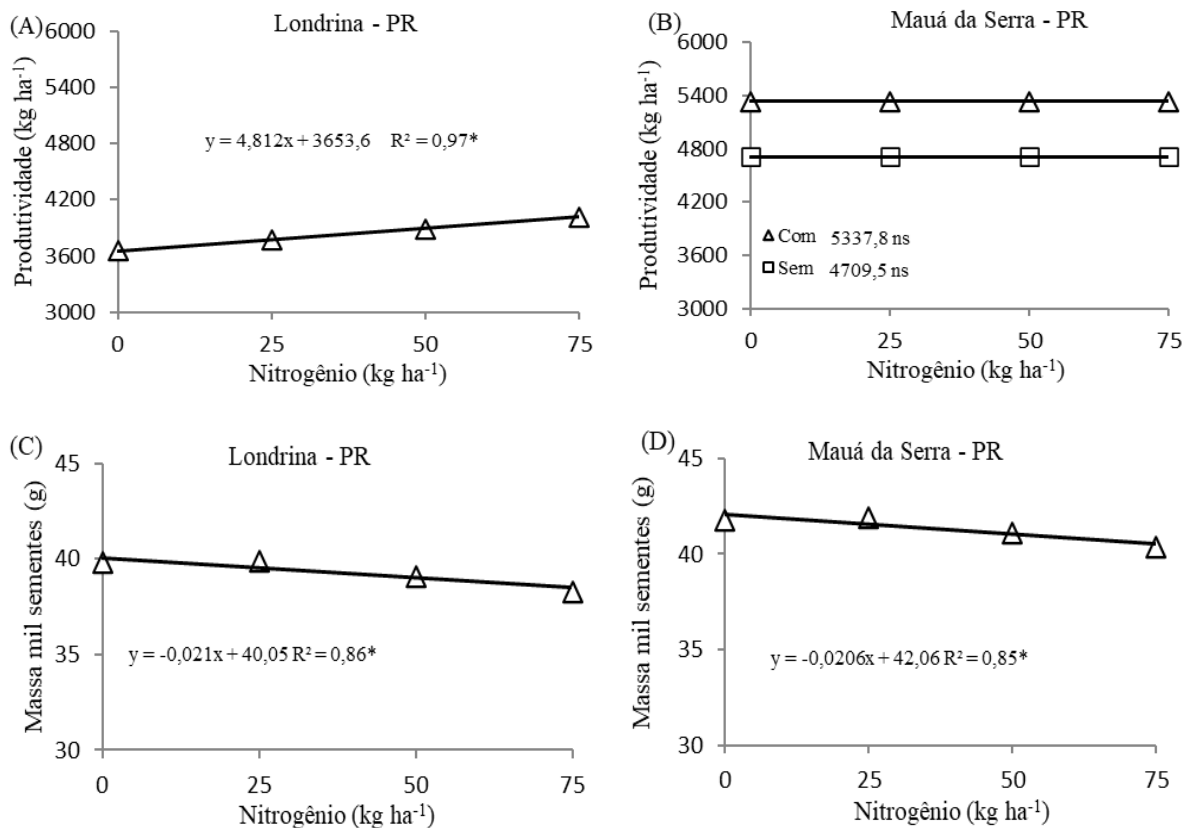 (A)
Londrina - PR
Produtividade (kg ha⁻¹)
6000
5400
4800
4200
3600
3000
y = 4,812x + 3653,6 R² = 0,97*
0 25 50 75
Nitrogênio (kg ha⁻¹)
(B)
Mauá da Serra - PR
Produtividade (kg ha⁻¹)
6000
5400
4800
4200
3600
3000
Com 5337,8 ns
Sem 4709,5 ns
0 25 50 75
Nitrogênio (kg ha⁻¹)
(C)
Londrina - PR
Massa mil sementes (g)
45
40
35
30
y = -0,021x + 40,05 R² = 0,86*
0 25 50 75
Nitrogênio (kg ha⁻¹)
(D)
Mauá da Serra - PR
Massa mil sementes (g)
45
40
35
30
y = -0,0206x + 42,06 R² = 0,85*
0 25 50 75
Nitrogênio (kg ha⁻¹)